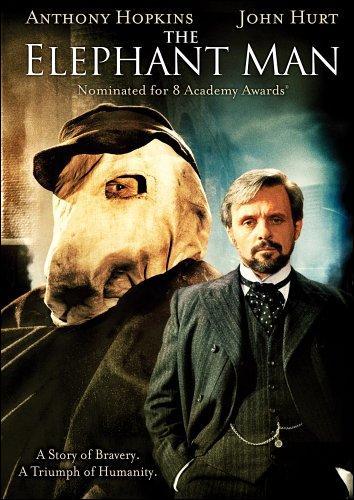 ANTHONY HOPKINS JOHN HURT
THE
ELEPHANT MAN
Nominated for 8 Academy Awards®
A Story of Bravery.
A Triumph of Humanity.